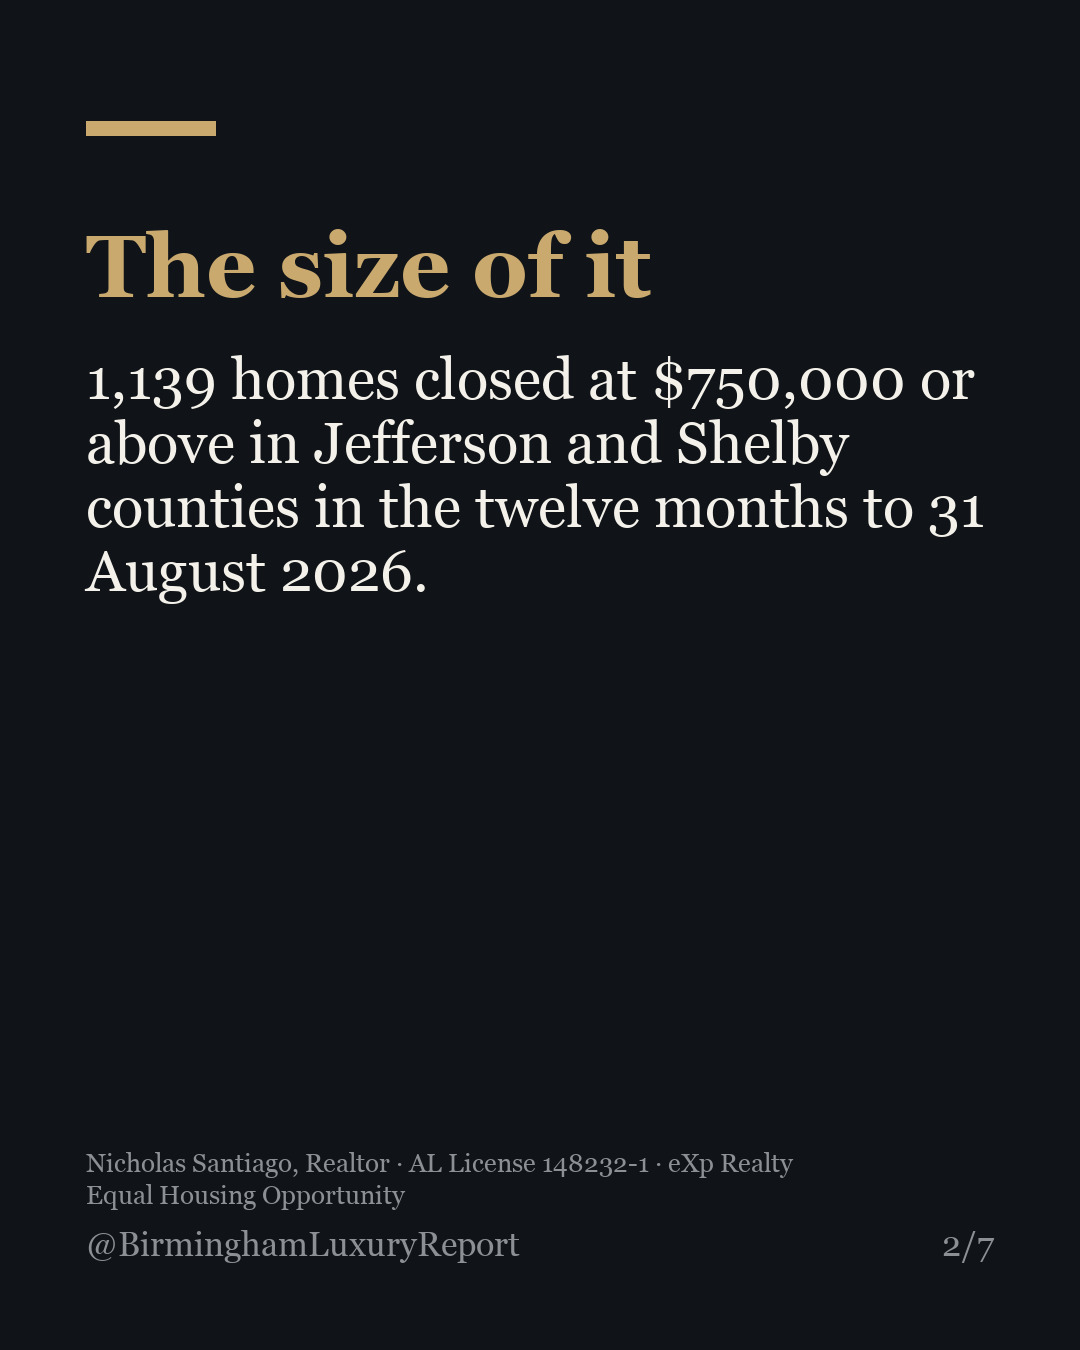 The size of it
1,139 homes closed at $750,000 or
above in Jefferson and Shelby
counties in the twelve months to 31
August 2026.
Nicholas Santiago, Realtor · AL License 148232-1 · eXp Realty
Equal Housing Opportunity
@BirminghamLuxuryReport
2/7